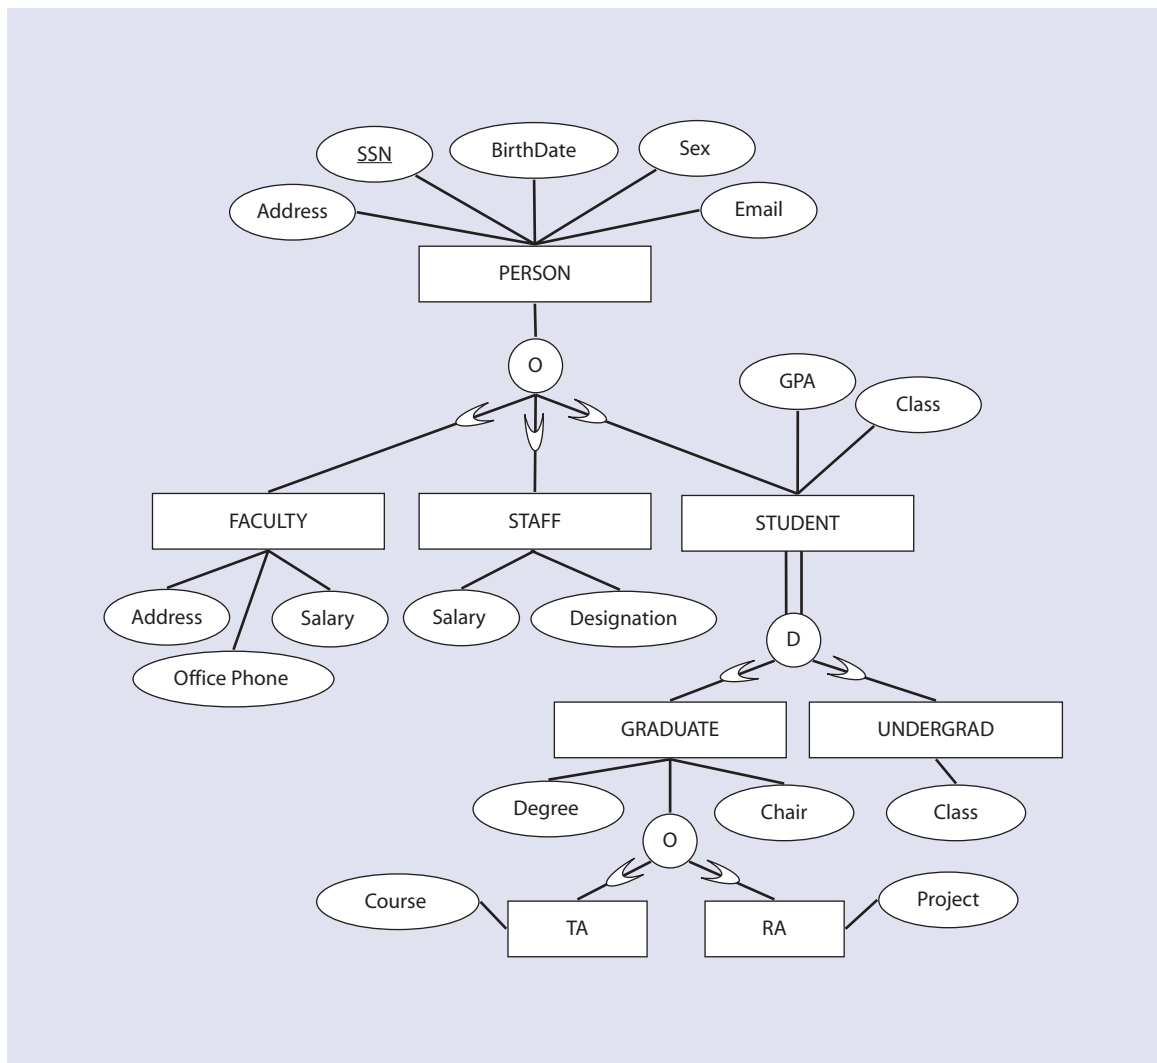 SSN
BirthDate
Sex
Address
Email
PERSON
O
GPA
Class
FACULTY
STAFF
STUDENT
Address
Salary
Salary
Designation
D
Office Phone
GRADUATE
UNDERGRAD
Degree
Chair
Class
O
Course
Project
TA
RA